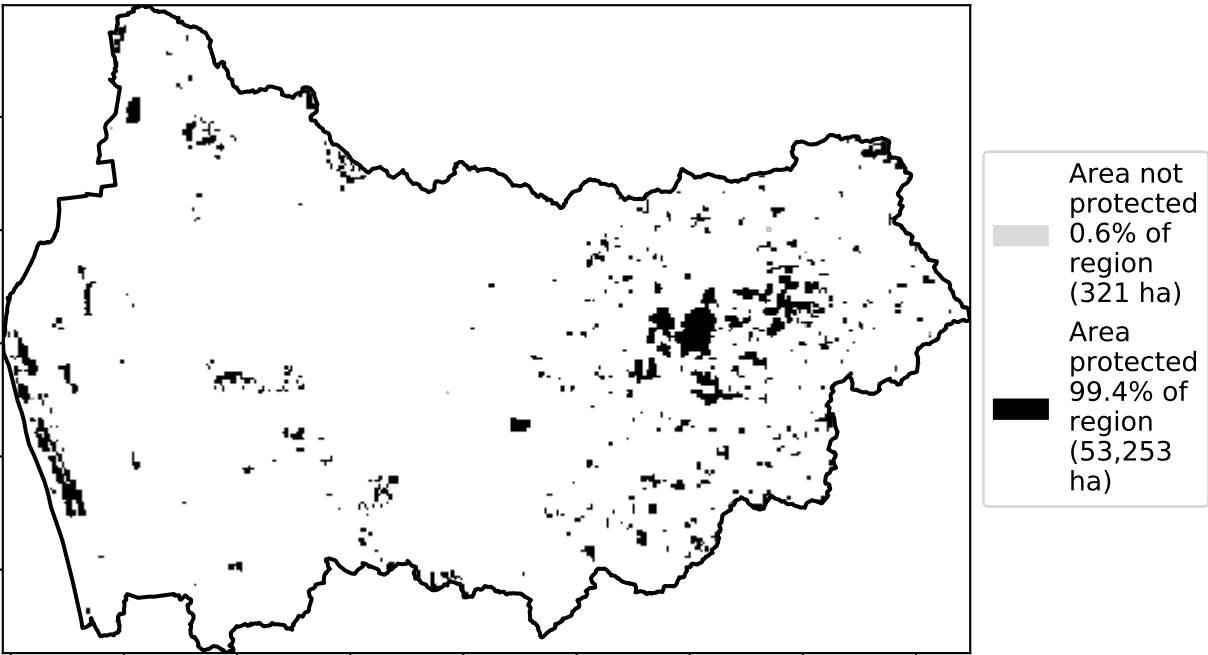 Area not
protected
0.6% of
region
(321 ha)
Area
protected
99.4% of
region
(53,253
ha)